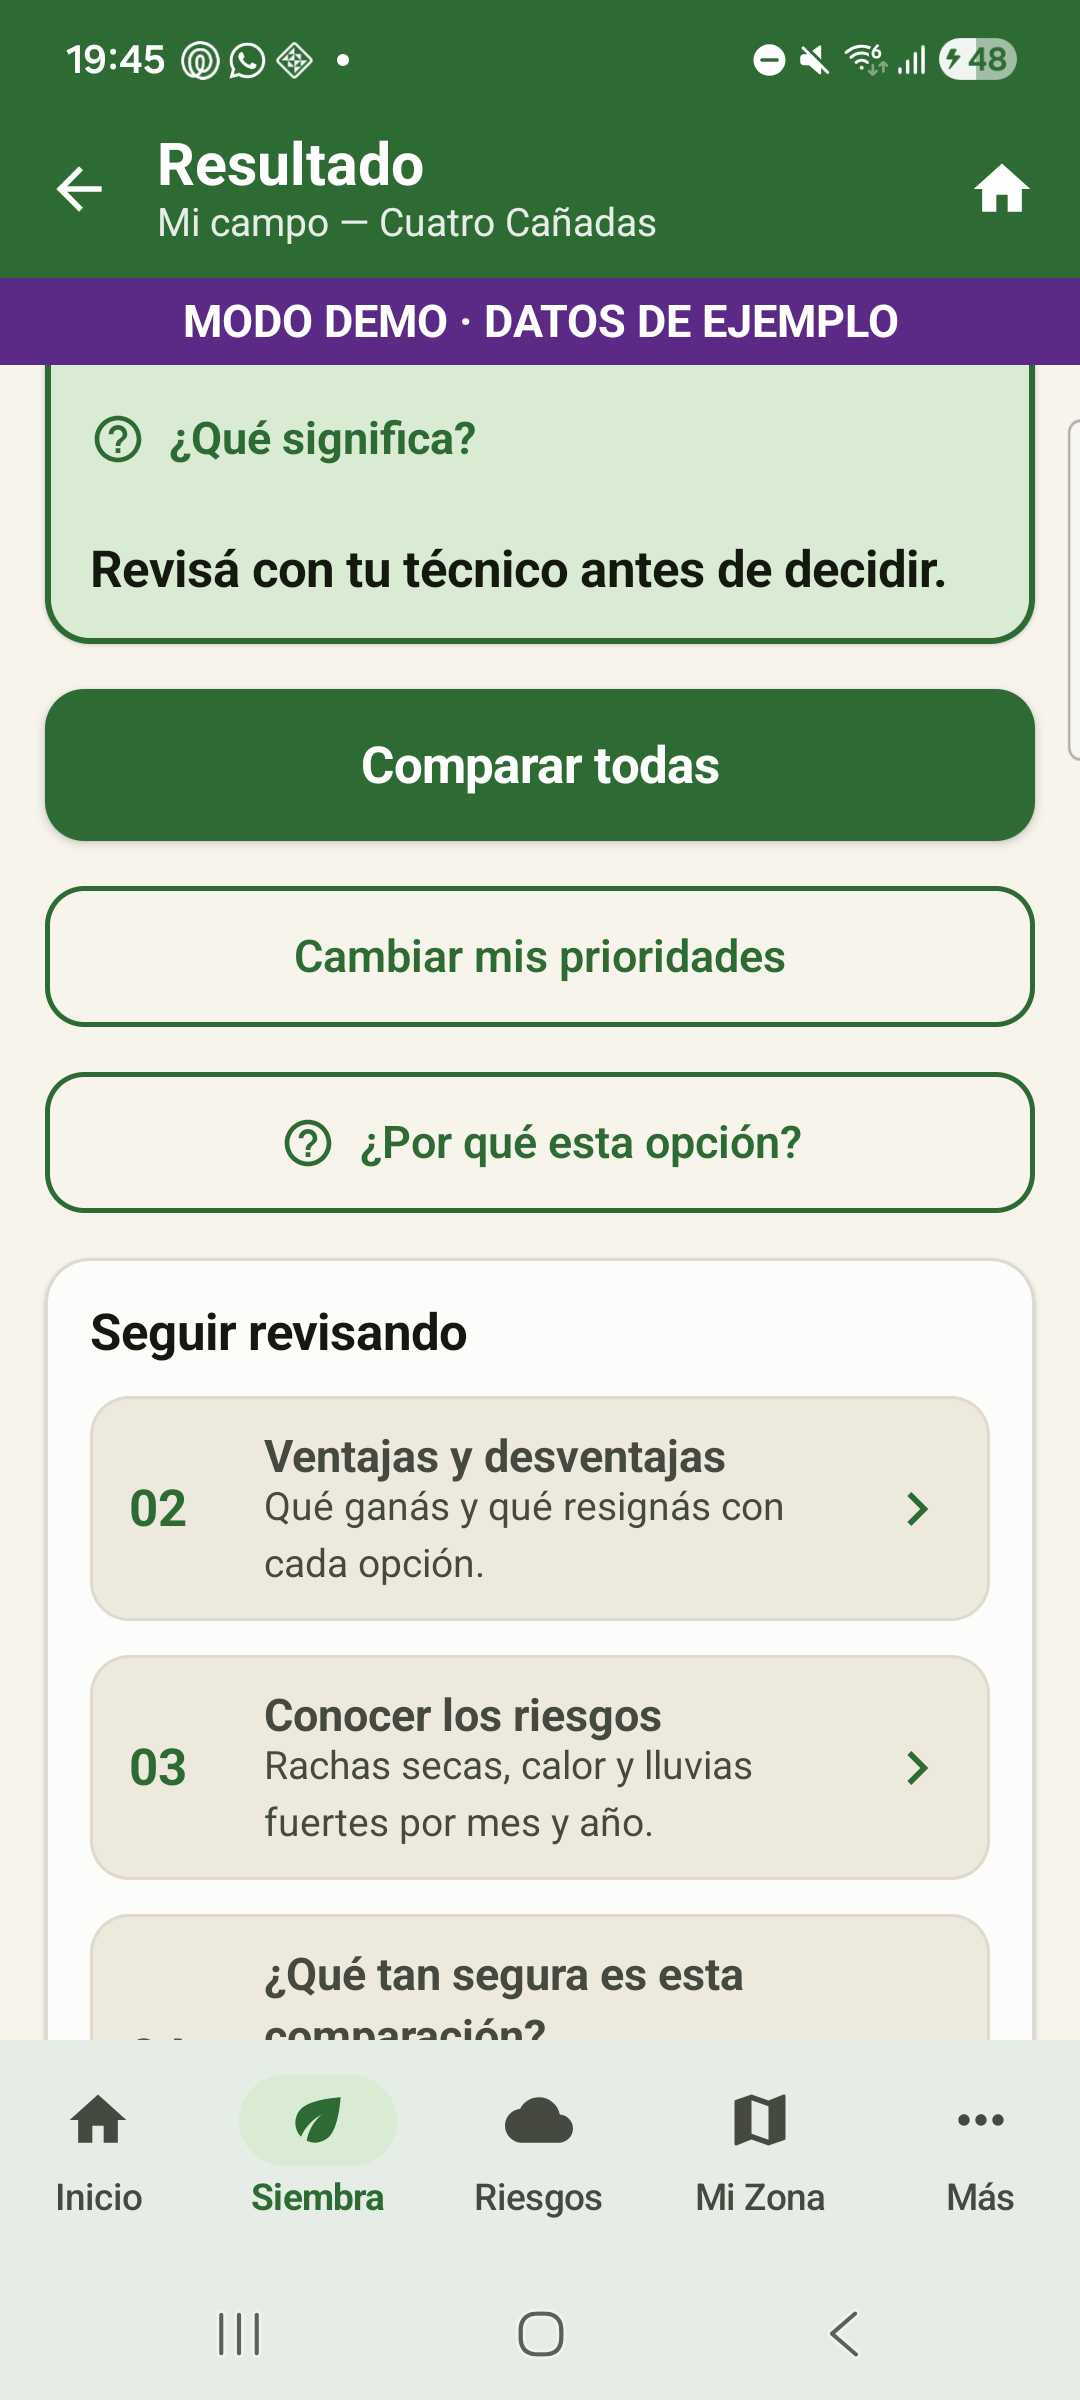 19:45
48
Resultado
Mi campo — Cuatro Cañadas
MODO DEMO · DATOS DE EJEMPLO
¿Qué significa?
Revisá con tu técnico antes de decidir.
Comparar todas
Cambiar mis prioridades
¿Por qué esta opción?
Seguir revisando
02
Ventajas y desventajas
Qué ganás y qué resignás con
cada opción.
03
Conocer los riesgos
Rachas secas, calor y lluvias
fuertes por mes y año.
¿Qué tan segura es esta
comparación?
Inicio
Siembra
Riesgos
Mi Zona
Más